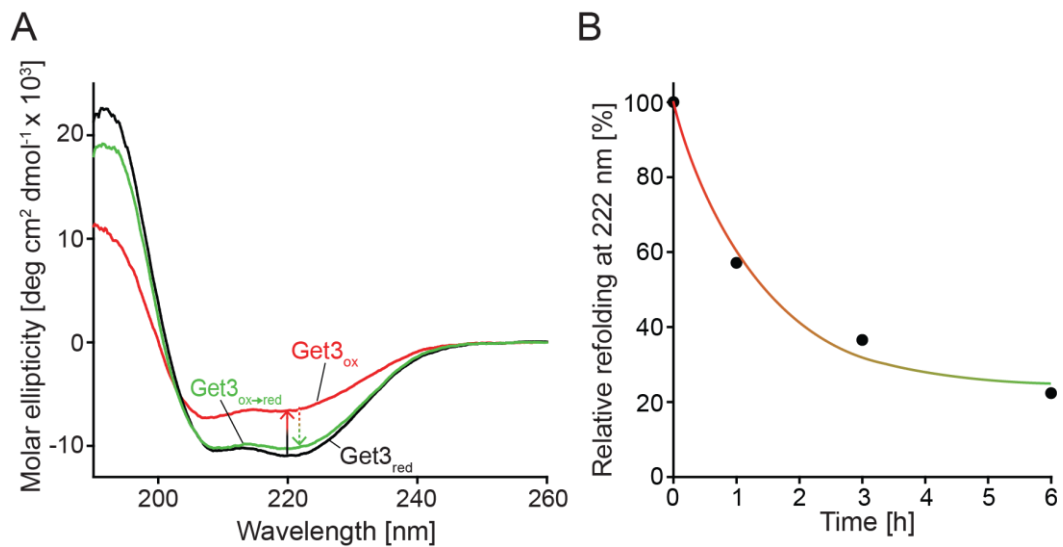 A
Molar ellipticity [deg cm² dmol⁻¹ x 10³]
20
10
0
-10
Get3ox
Get3ox→red
Get3red
200
220
240
260
Wavelength [nm]
B
Relative refolding at 222 nm [%]
100
80
60
40
20
0
0
1
2
3
4
5
6
Time [h]